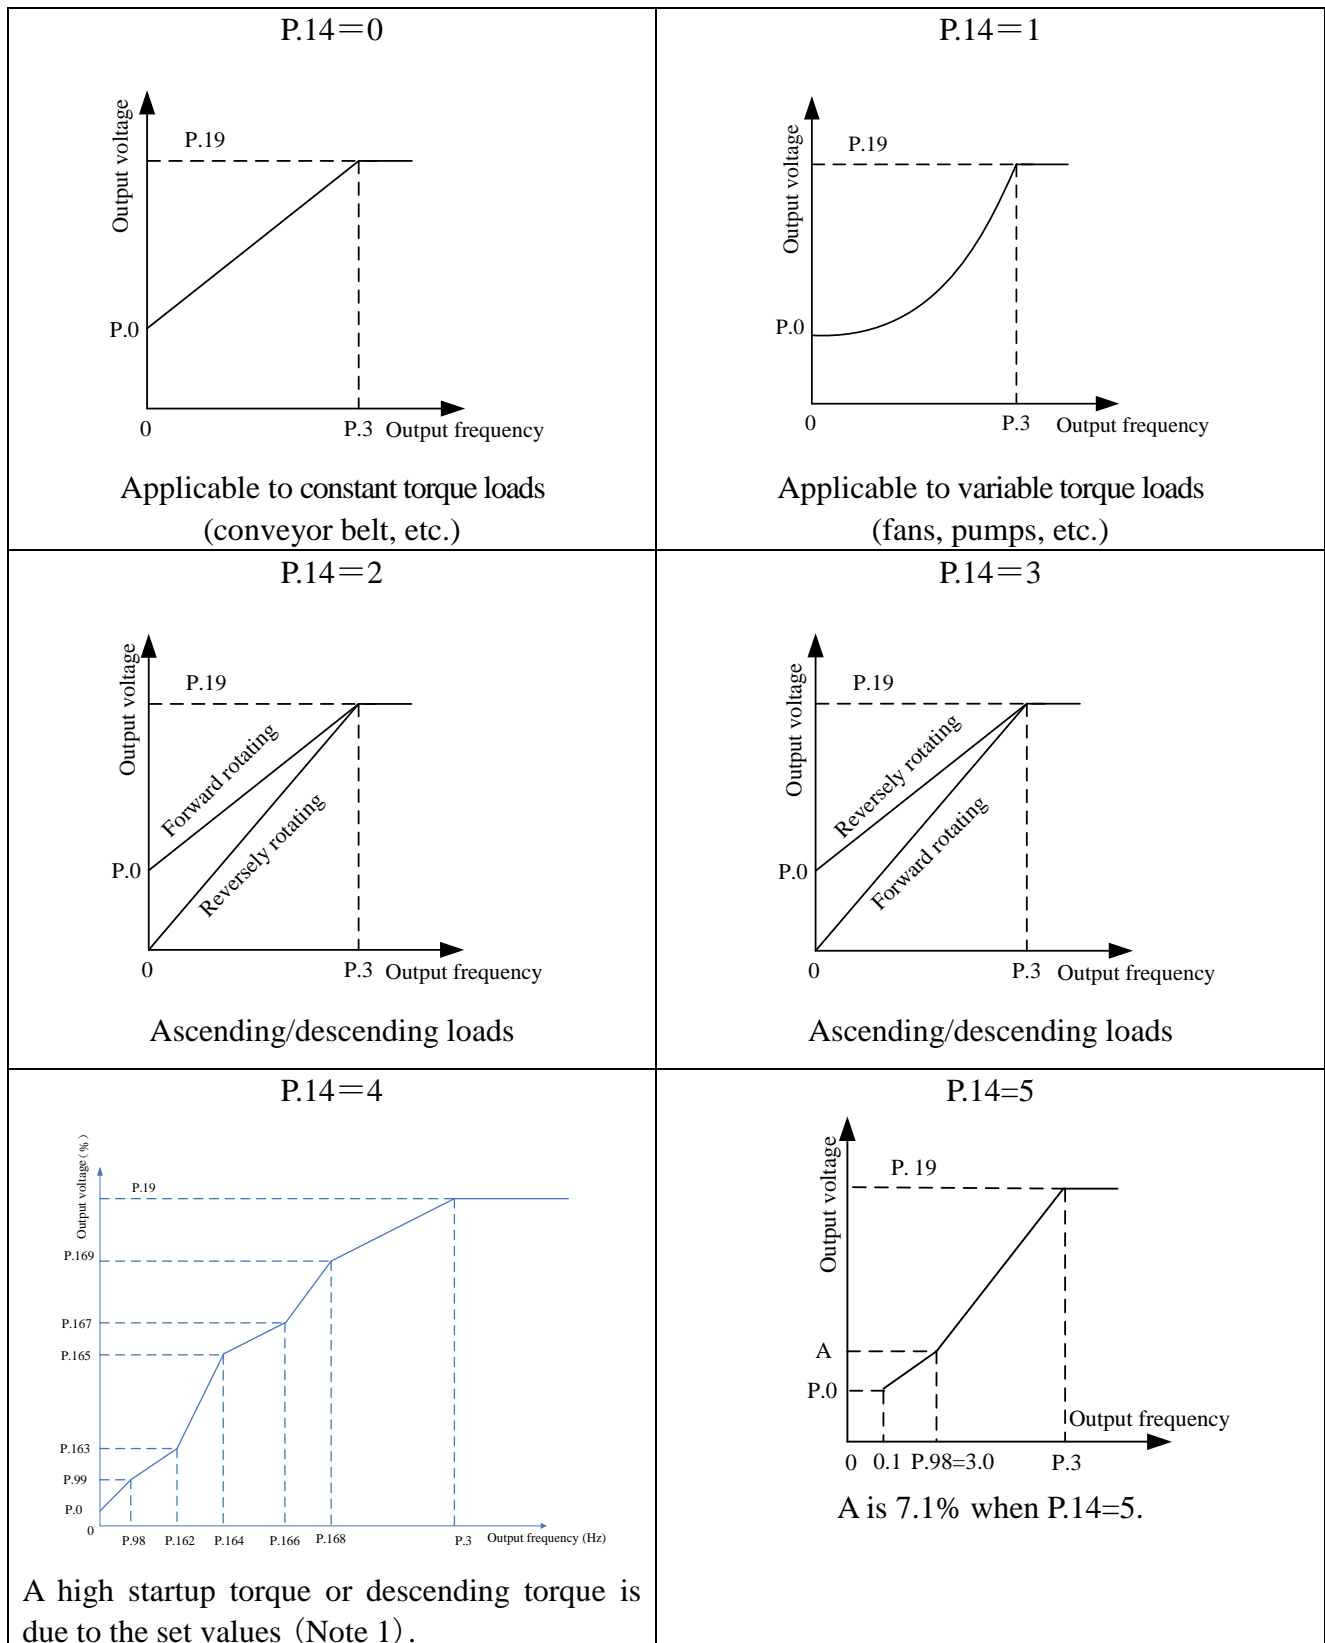 P.14＝0
Output voltage
P.19
P.0
0
P.3
Output frequency
Applicable to constant torque loads
(conveyor belt, etc.)
P.14＝1
Output voltage
P.19
P.0
0
P.3
Output frequency
Applicable to variable torque loads
(fans, pumps, etc.)
P.14＝2
Output voltage
P.19
Forward rotating
Reversely rotating
P.0
0
P.3
Output frequency
Ascending/descending loads
P.14＝3
Output voltage
P.19
Reversely rotating
Forward rotating
P.0
0
P.3
Output frequency
Ascending/descending loads
P.14＝4
Output voltage（%）
P.19
P.169
P.167
P.165
P.163
P.99
P.0
0
P.98
P.162
P.164
P.166
P.168
P.3
Output frequency (Hz)
A high startup torque or descending torque is
due to the set values（Note 1）.
P.14=5
Output voltage
P. 19
A
P.0
Output frequency
0
0.1
P.98=3.0
P.3
A is 7.1% when P.14=5.